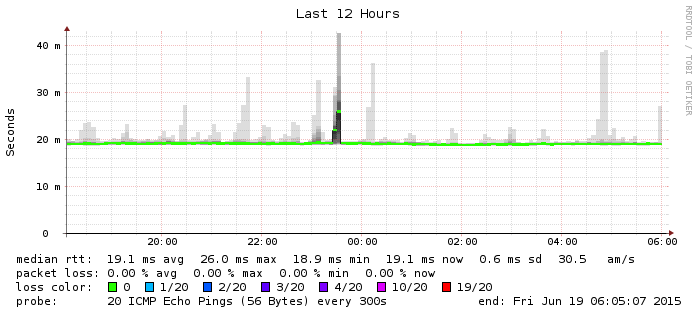 Last 12 Hours
RRDTOOL / TOBI OETIKER
Seconds
40 m
30 m
20 m
10 m
0
20:00 22:00 00:00 02:00 04:00 06:00
median rtt: 19.1 ms avg 26.0 ms max 18.9 ms min 19.1 ms now 0.6 ms sd 30.5 am/s
packet loss: 0.00 % avg 0.00 % max 0.00 % min 0.00 % now
loss color: 0 1/20 2/20 3/20 4/20 10/20 19/20
probe: 20 ICMP Echo Pings (56 Bytes) every 300s end: Fri Jun 19 06:05:07 2015